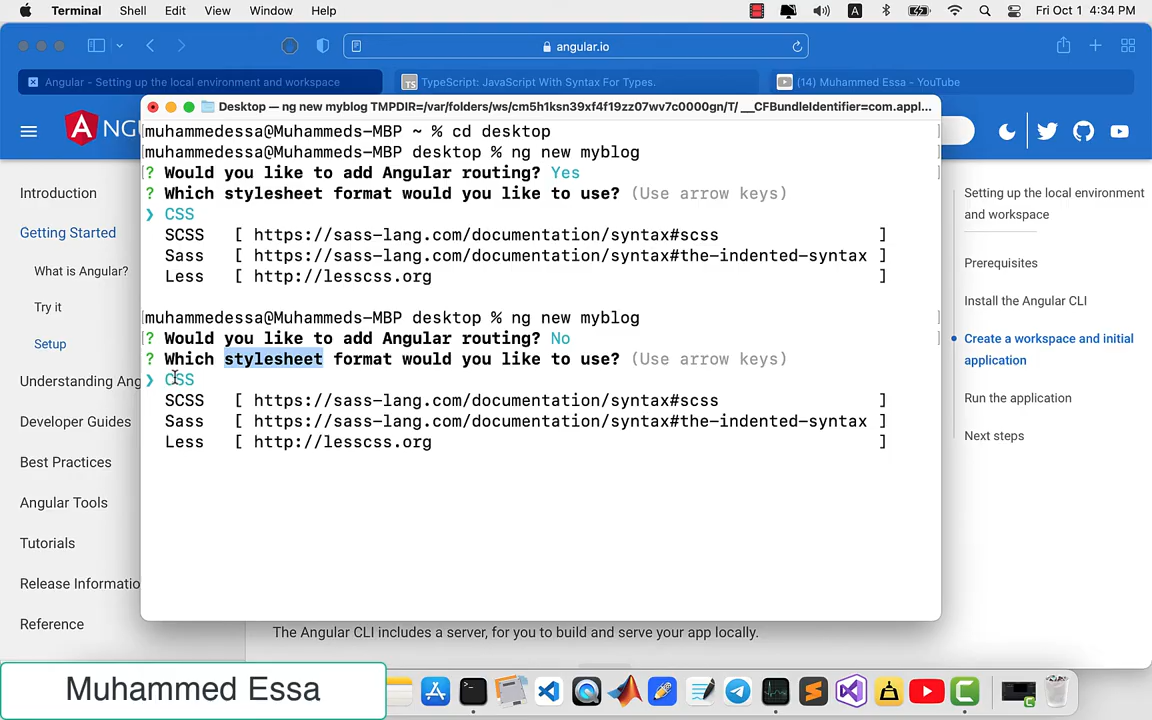 Terminal Shell Edit View Window Help A Fri Oct 1 4:34 PM
angular.io
Angular - Setting up the local environment and workspace
TS TypeScript: JavaScript With Syntax For Types.
(14) Muhammed Essa - YouTube
Desktop — ng new myblog TMPDIR=/var/folders/ws/cm5h1ksn39xf4f19zz07wv7c0000gn/T/ __CFBundleIdentifier=com.appl...
muhammedessa@Muhammeds-MBP ~ % cd desktop
muhammedessa@Muhammeds-MBP desktop % ng new myblog
? Would you like to add Angular routing? Yes
? Which stylesheet format would you like to use? (Use arrow keys)
❯ CSS
SCSS [ https://sass-lang.com/documentation/syntax#scss ]
Sass [ https://sass-lang.com/documentation/syntax#the-indented-syntax ]
Less [ http://lesscss.org ]
muhammedessa@Muhammeds-MBP desktop % ng new myblog
? Would you like to add Angular routing? No
? Which stylesheet format would you like to use? (Use arrow keys)
❯ CSS
SCSS [ https://sass-lang.com/documentation/syntax#scss ]
Sass [ https://sass-lang.com/documentation/syntax#the-indented-syntax ]
Less [ http://lesscss.org ]
A NG
Introduction
Getting Started
What is Angular?
Try it
Setup
Understanding Ang
Developer Guides
Best Practices
Angular Tools
Tutorials
Release Informatio
Reference
Setting up the local environment
and workspace
Prerequisites
Install the Angular CLI
Create a workspace and initial
application
Run the application
Next steps
The Angular CLI includes a server, for you to build and serve your app locally.
Muhammed Essa